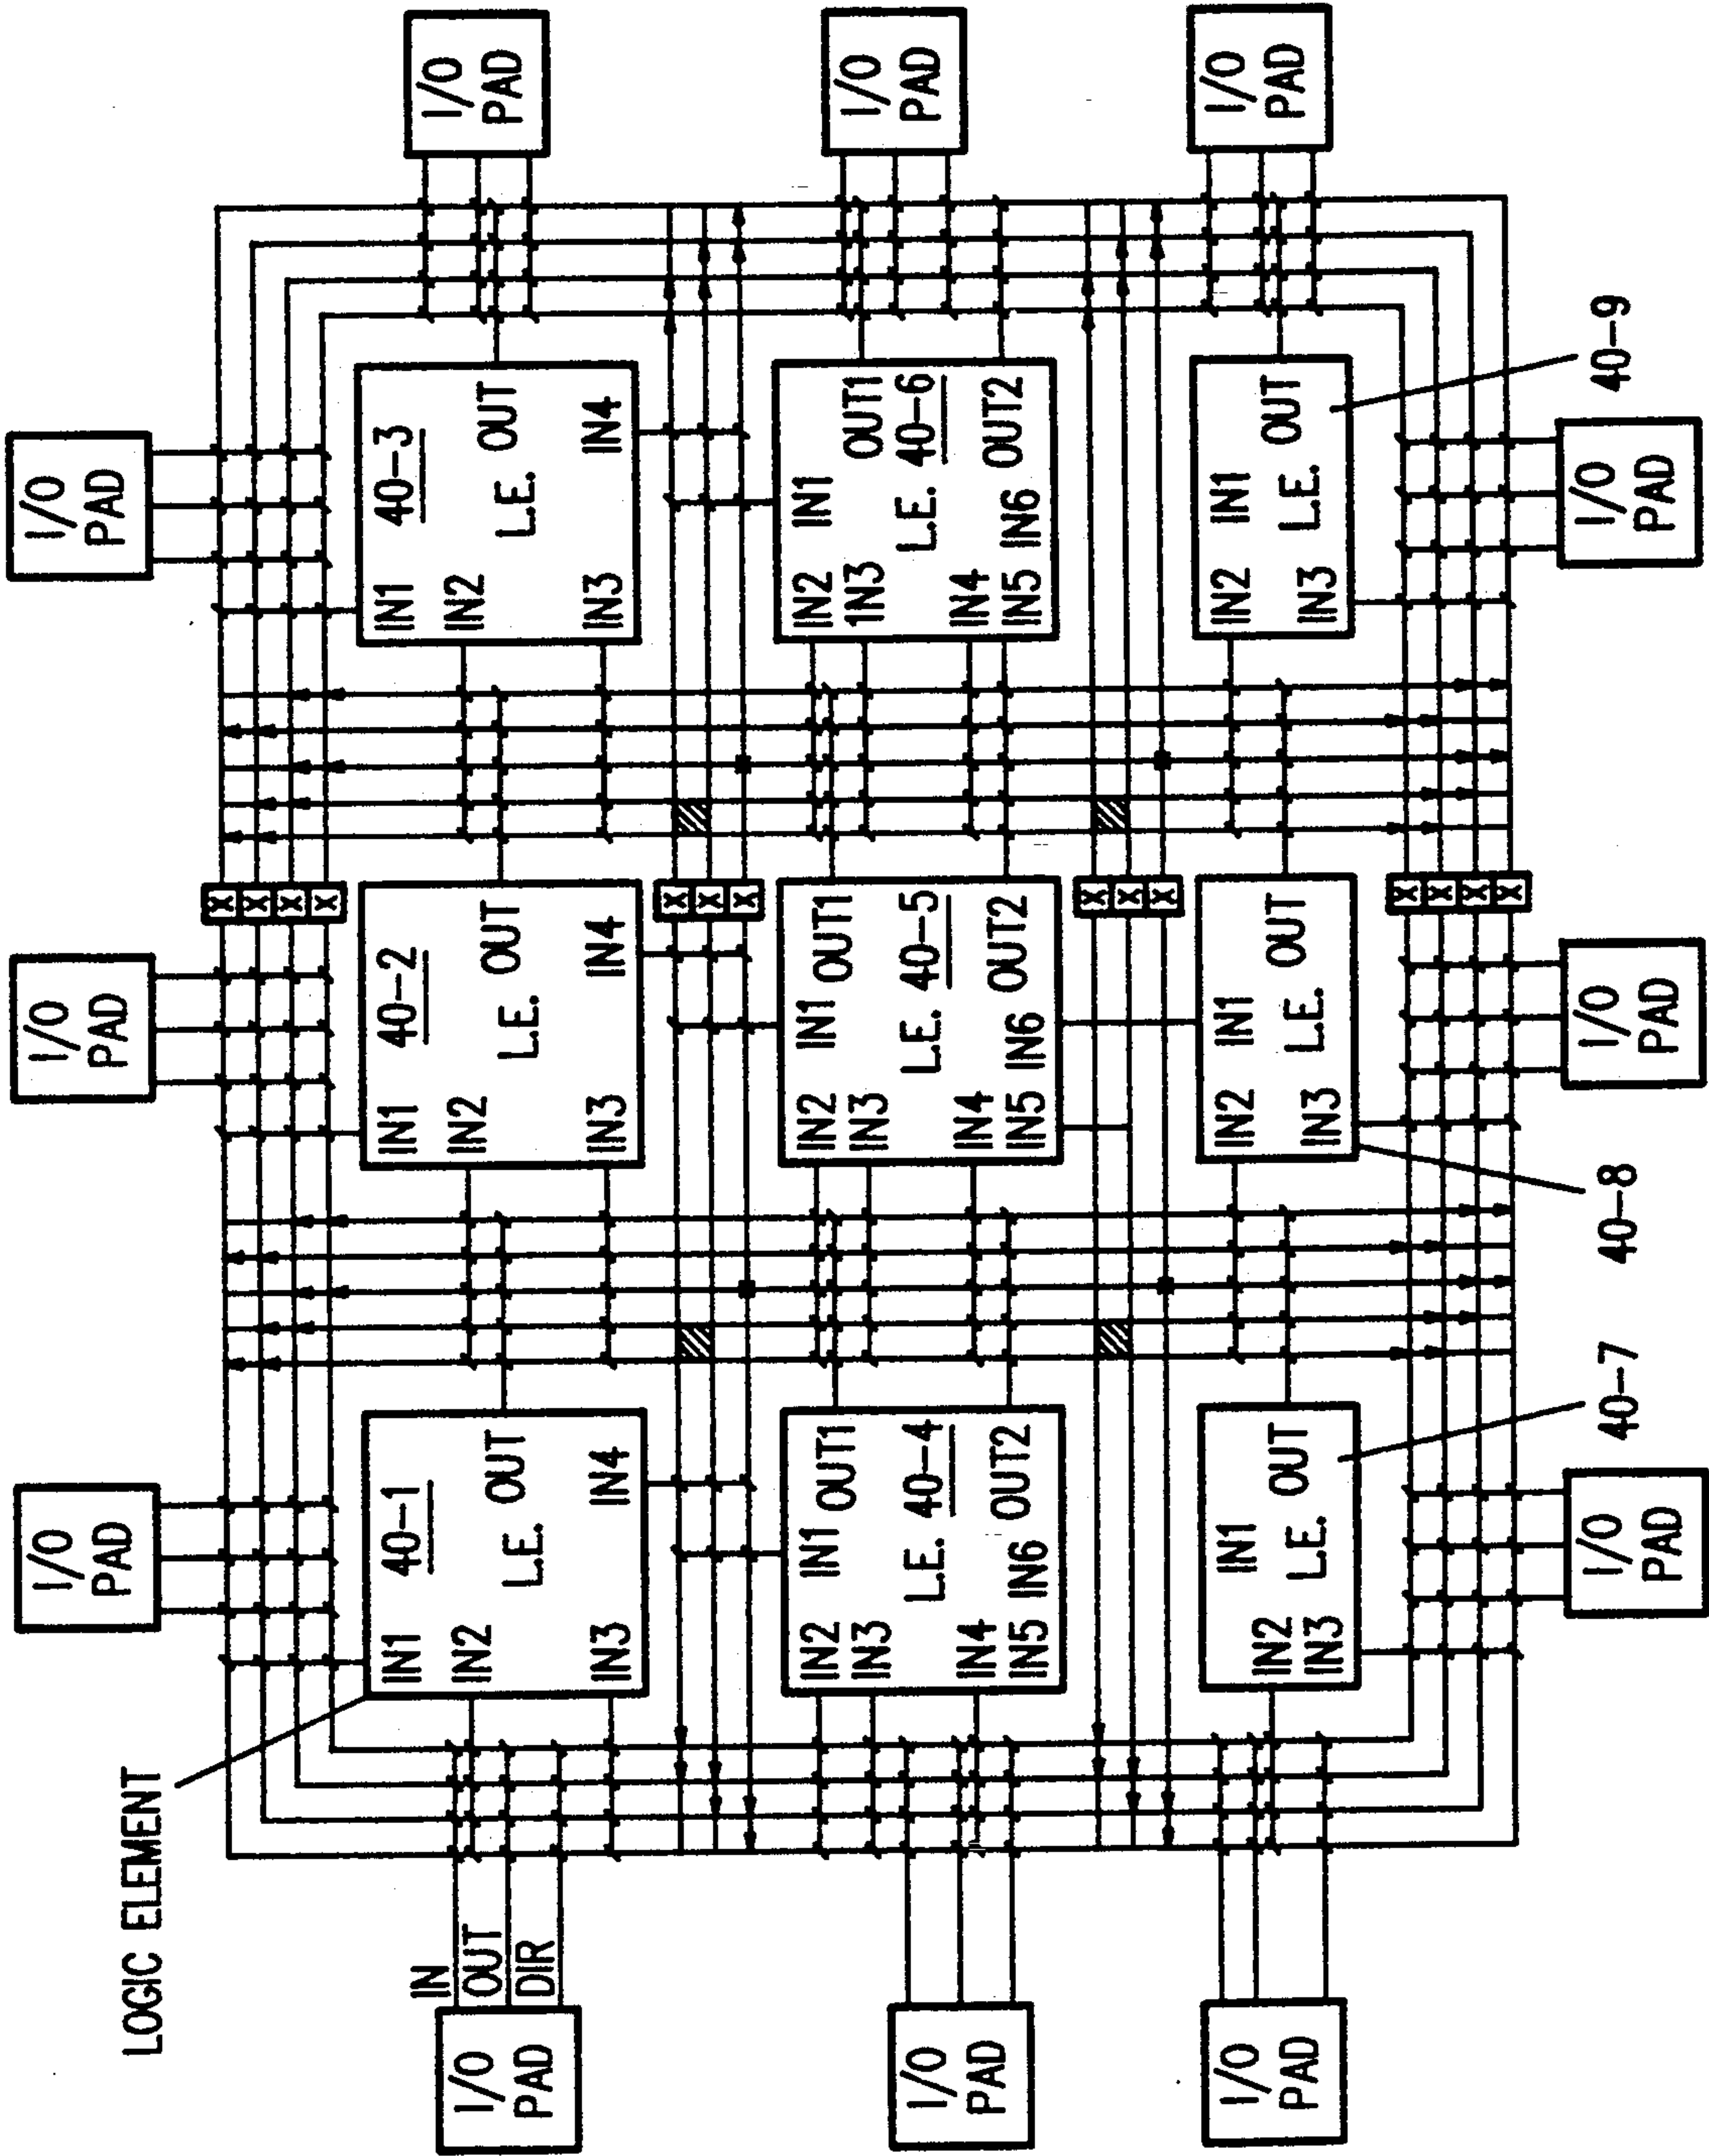 I/O
PAD
I/O
PAD
I/O
PAD
LOGIC ELEMENT
I/O
PAD
IN
OUT
DIR
IN1
40-1
IN2
L.E. OUT
IN3
IN4
IN1
40-2
IN2
L.E. OUT
IN3
IN4
IN1
40-3
IN2
L.E. OUT
IN3
IN4
I/O
PAD
X
X
X
X
X
X
X
I/O
PAD
IN1
IN2
OUT1
IN3
L.E. 40-4
IN4
IN5 IN6 OUT2
IN1
IN2
OUT1
IN3
L.E. 40-5
IN4
IN5 IN6 OUT2
IN1
IN2
OUT1
1N3
L.E. 40-6
IN4
IN5 IN6 OUT2
I/O
PAD
X
X
X
I/O
PAD
IN1
IN2
L.E. OUT
IN3
IN1
IN2
L.E. OUT
IN3
IN1
IN2
L.E. OUT
IN3
I/O
PAD
X
X
X
X
I/O
PAD
40-7
I/O
PAD
40-8
I/O
PAD
40-9